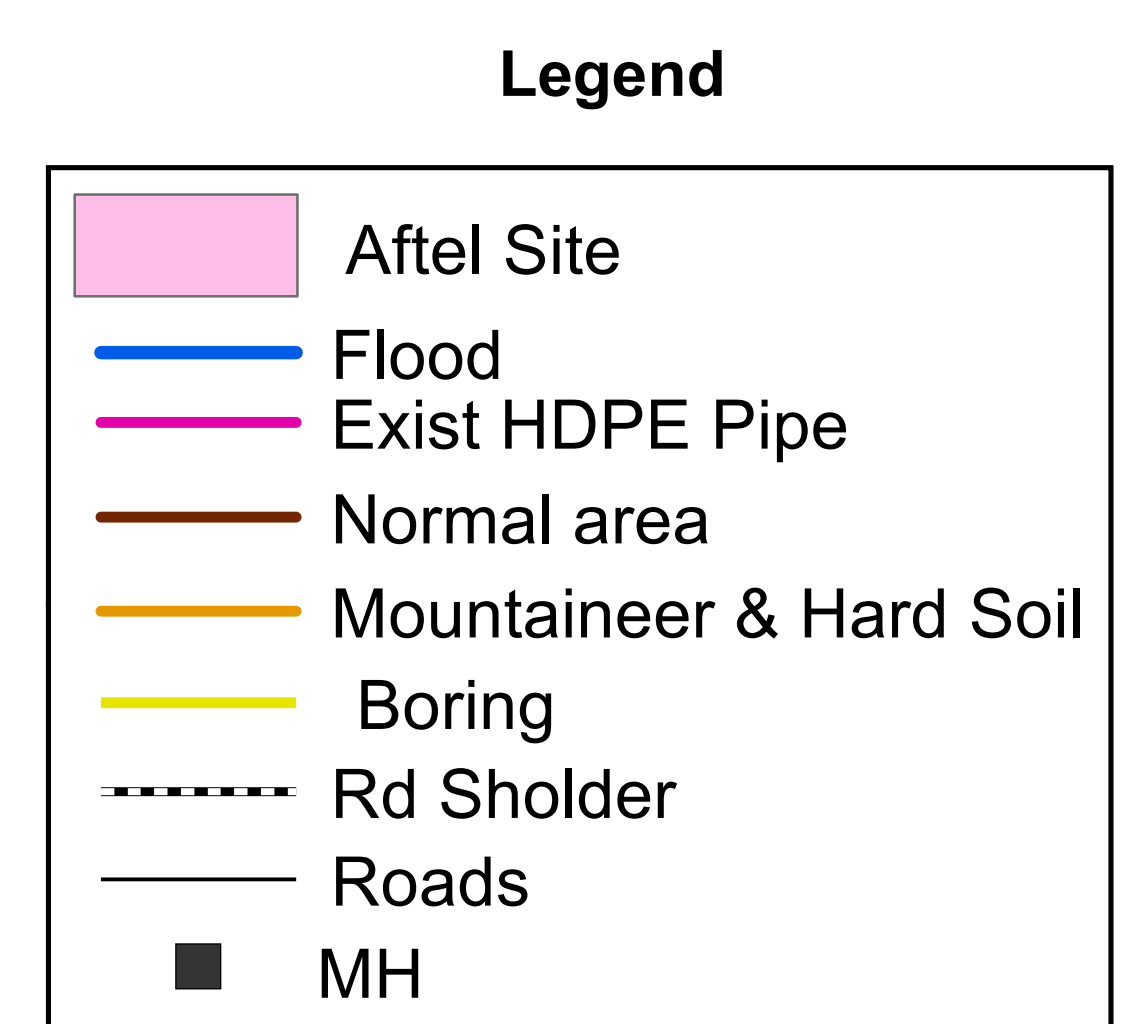 Legend
Aftel Site
Flood
Exist HDPE Pipe
Normal area
Mountaineer & Hard Soil
Boring
Rd Sholder
Roads
MH